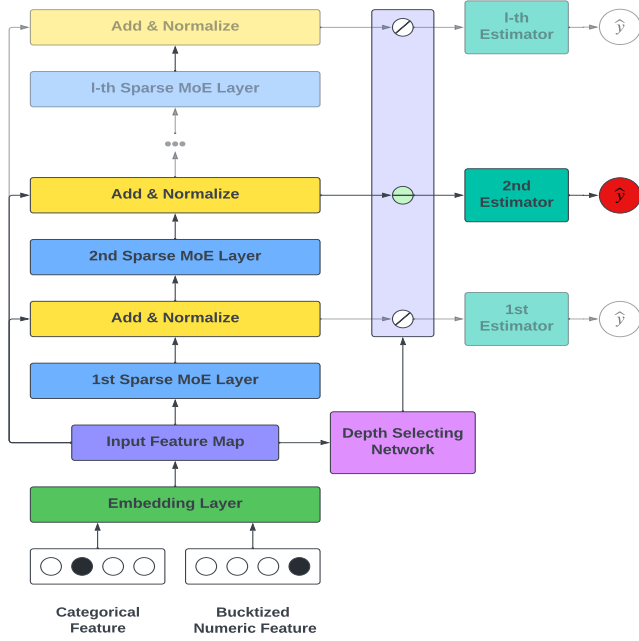 Add & Normalize
l-th
Estimator
ŷ
l-th Sparse MoE Layer
•••
Add & Normalize
2nd
Estimator
ŷ
2nd Sparse MoE Layer
Add & Normalize
1st
Estimator
ŷ
1st Sparse MoE Layer
Input Feature Map
Depth Selecting
Network
Embedding Layer
Categorical
Feature
Bucktized
Numeric Feature